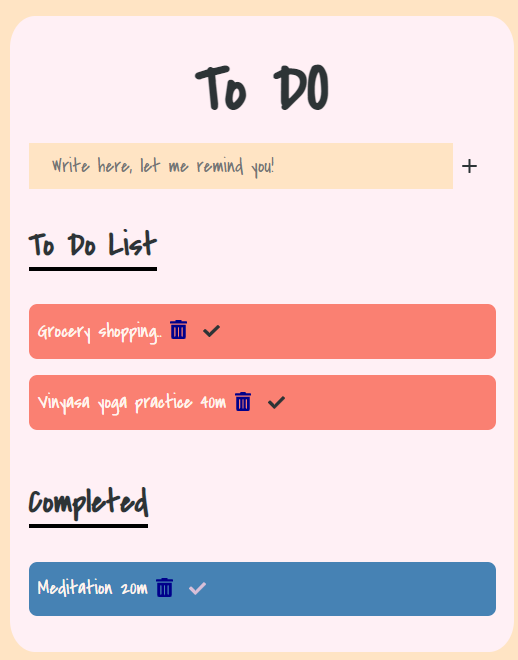 To DO
Write here, let me remind you!
To Do List
Grocery shopping..
Vinyasa yoga practice 40m
Completed
Meditation 20m